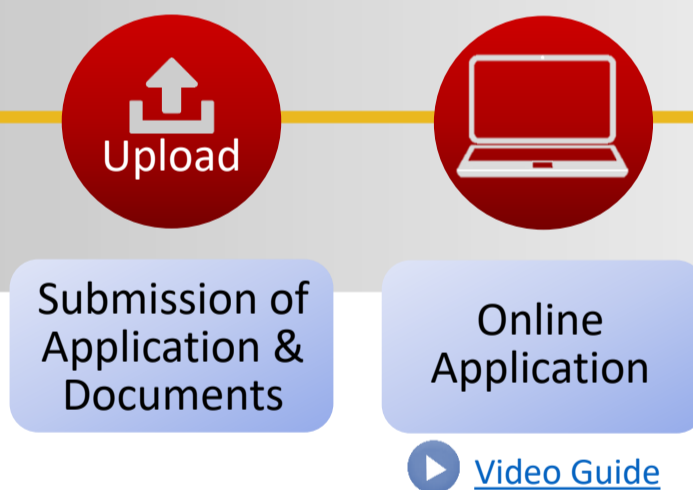 Upload
Submission of
Application &
Documents
Online
Application
Video Guide